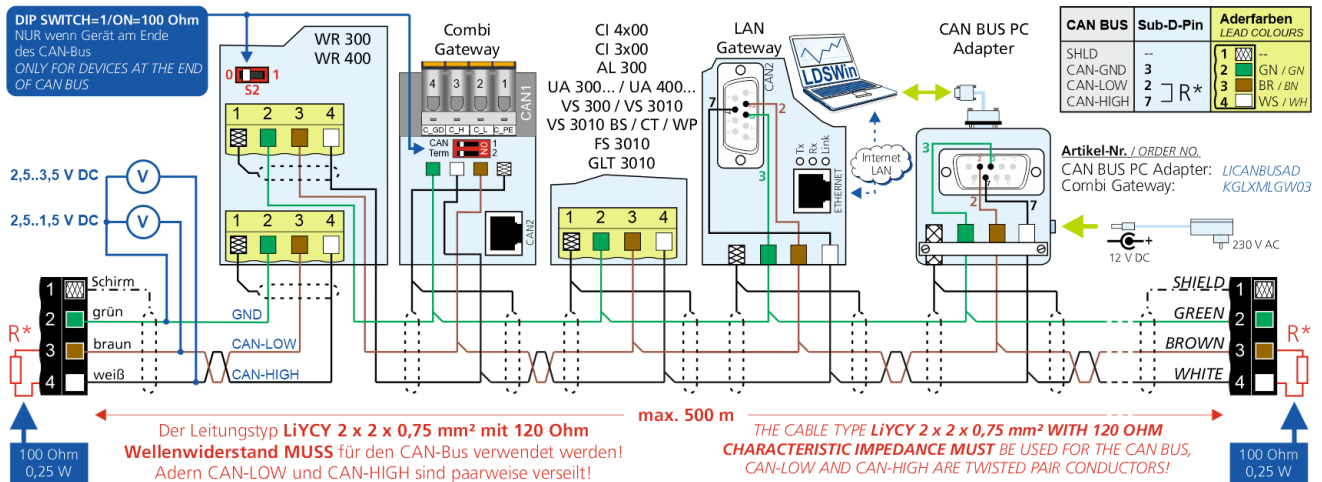 DIP SWITCH=1/ON=100 Ohm
NUR wenn Gerät am Ende
des CAN-Bus
ONLY FOR DEVICES AT THE END
OF CAN BUS
0 1
S2
WR 300
WR 400
1 2 3 4
1 2 3 4
Combi
Gateway
4 3 2 1
CAN1
C_GD C_H C_L C_PE
CAN
Term
NO
1
2
CAN2
CI 4x00
CI 3x00
AL 300
UA 300... / UA 400...
VS 300 / VS 3010
VS 3010 BS / CT / WP
FS 3010
GLT 3010
1 2 3 4
LAN
Gateway
CAN2
7
2
3
Tx
Rx
Link
ETHERNET
LDSWin
Internet
LAN
CAN BUS PC
Adapter
3
2
7
2
3
7
CAN BUS Sub-D-Pin Aderfarben
LEAD COLOURS
SHLD -- 1 --
CAN-GND 3 2 GN / GN
CAN-LOW 2 3 BR / BN
CAN-HIGH 7 4 WS / WH
R*
Artikel-Nr. / ORDER NO.
CAN BUS PC Adapter: LICANBUSAD
Combi Gateway: KGLXMLGW03
+
12 V DC
230 V AC
2,5..3,5 V DC
V
2,5..1,5 V DC
V
1 Schirm
2 grün
3 braun
4 weiß
R*
GND
CAN-LOW
CAN-HIGH
SHIELD 1
GREEN 2
BROWN 3
WHITE 4
R*
max. 500 m
100 Ohm
0,25 W
Der Leitungstyp LiYCY 2 x 2 x 0,75 mm² mit 120 Ohm
Wellenwiderstand MUSS für den CAN-Bus verwendet werden!
Adern CAN-LOW und CAN-HIGH sind paarweise verseilt!
THE CABLE TYPE LiYCY 2 x 2 x 0,75 mm² WITH 120 OHM
CHARACTERISTIC IMPEDANCE MUST BE USED FOR THE CAN BUS,
CAN-LOW AND CAN-HIGH ARE TWISTED PAIR CONDUCTORS!
100 Ohm
0,25 W